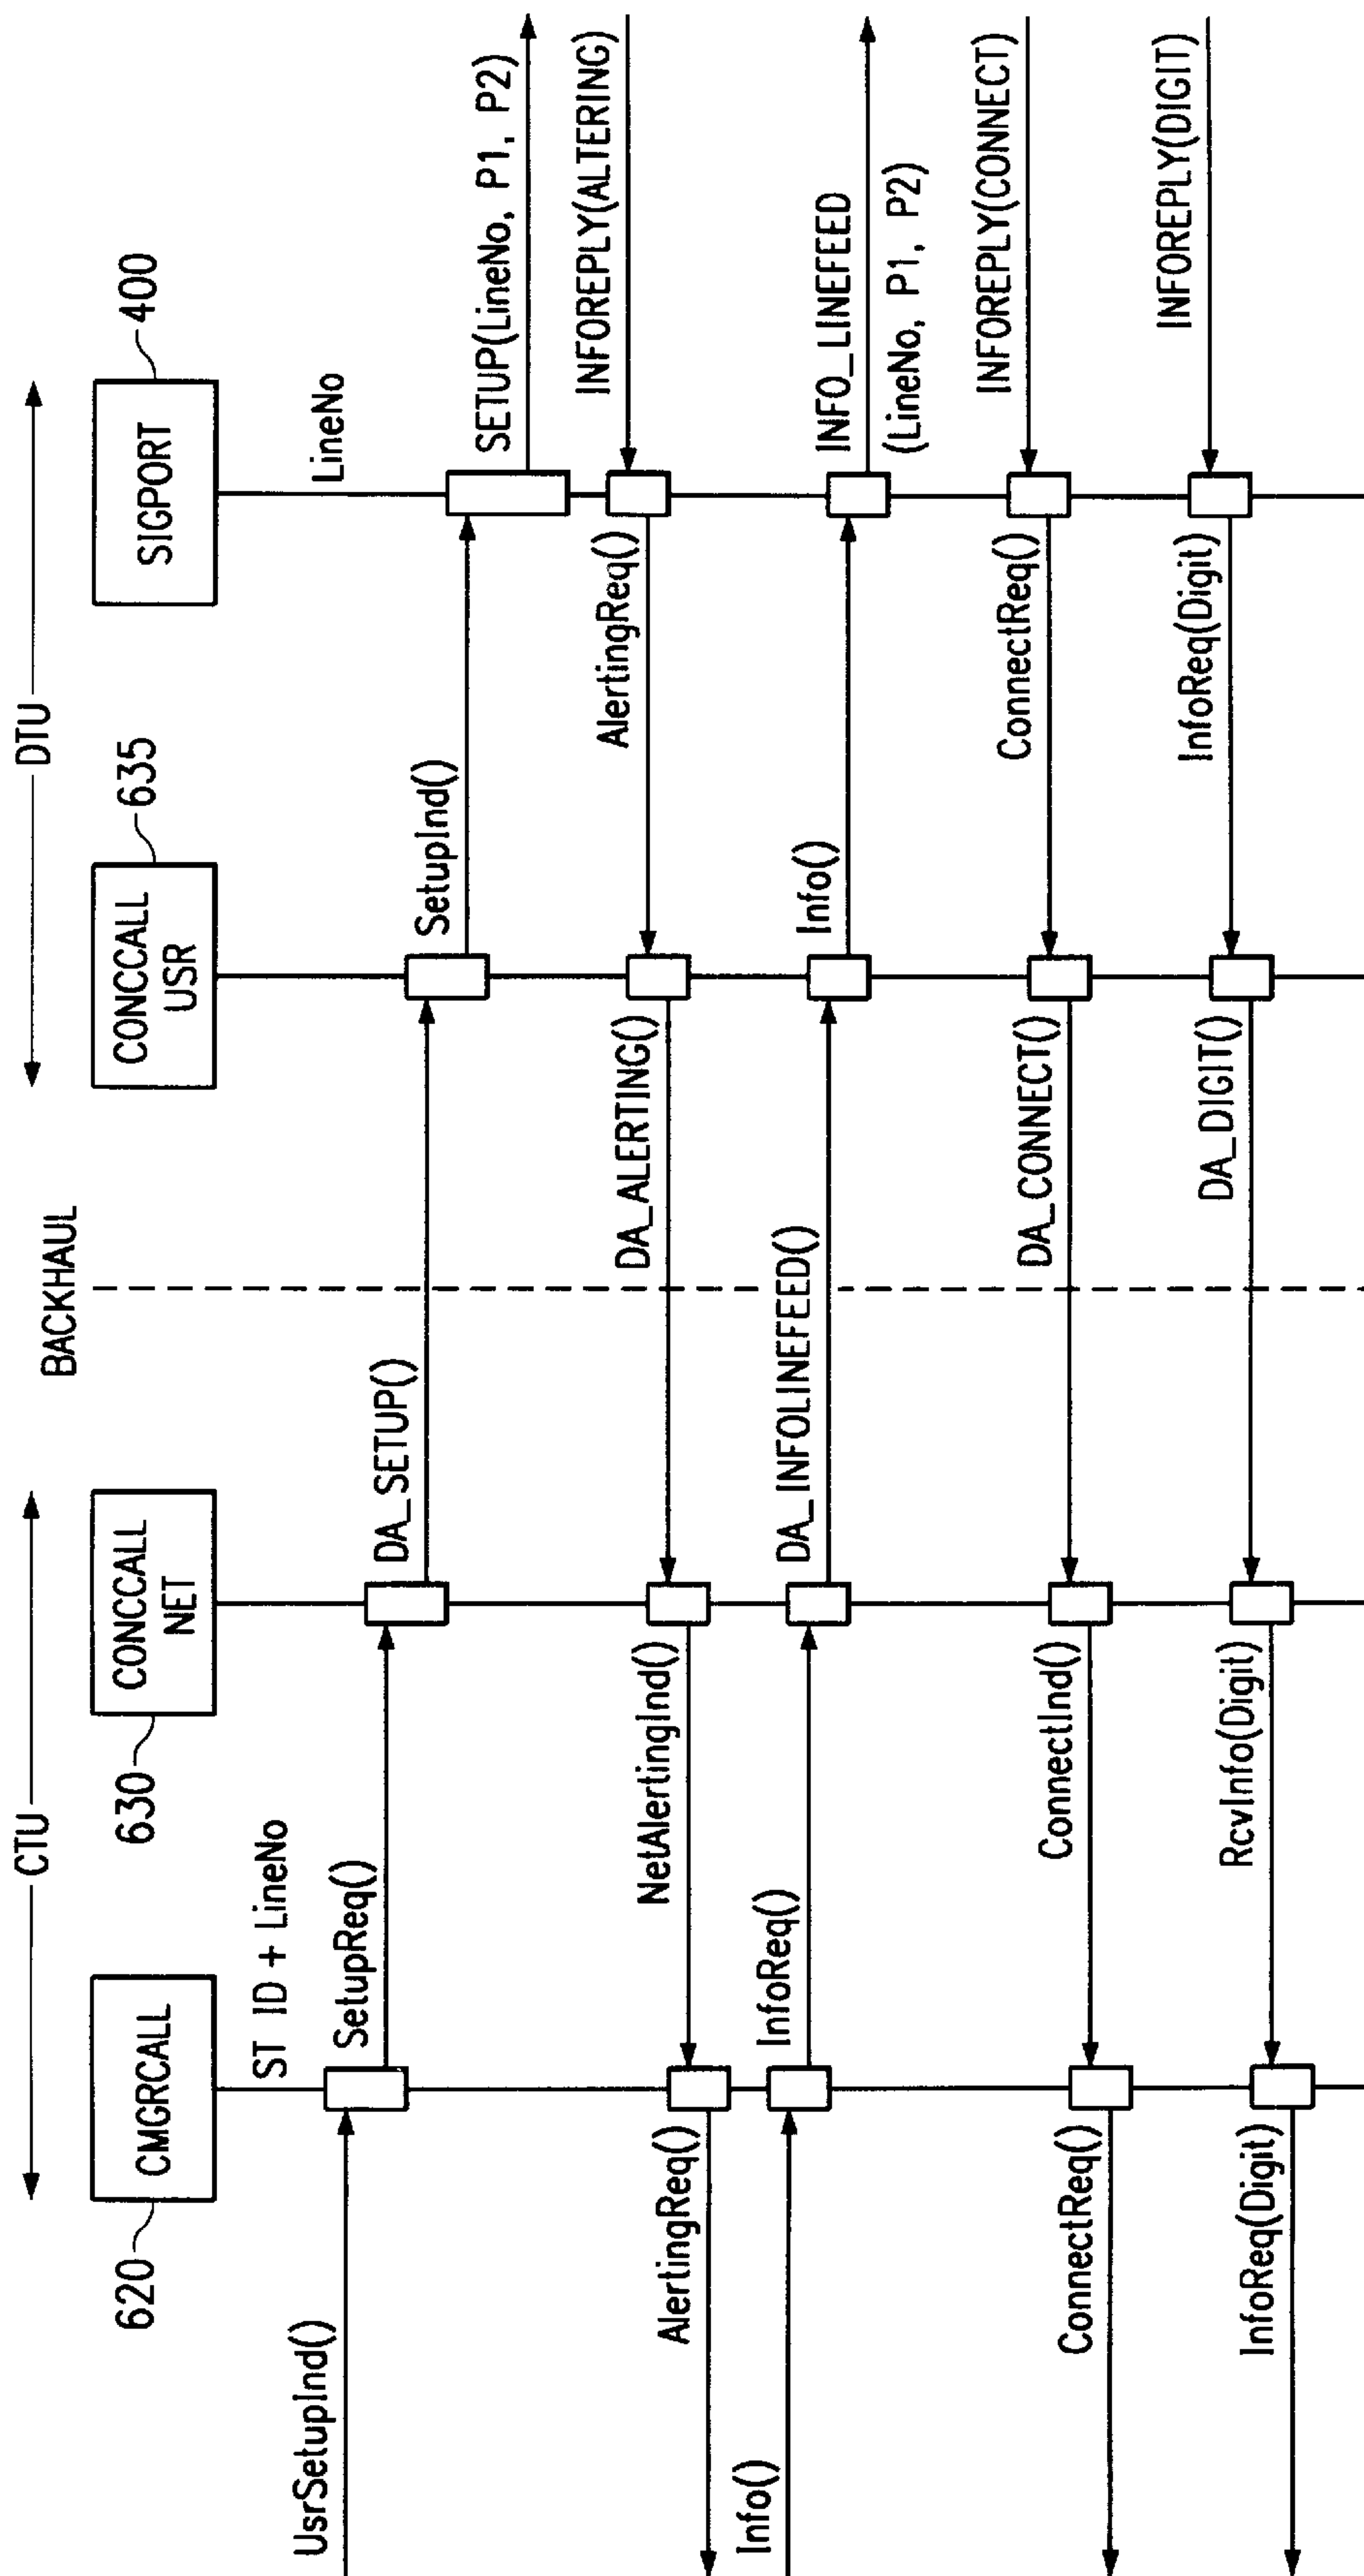 CTU
BACKHAUL
DTU
620
CMGRCALL
630
CONCCALL
NET
CONCCALL
USR
635
SIGPORT
400
ST ID + LineNo
LineNo
UsrSetupInd()
SetupReq()
DA_SETUP()
SetupInd()
SETUP(LineNo, P1, P2)
INFOREPLY(ALTERING)
AlertingReq()
DA_ALERTING()
NetAlertingInd()
AlertingReq()
Info()
InfoReq()
DA_INFOLINEFEED()
Info()
INFO_LINEFEED
(LineNo, P1, P2)
INFOREPLY(CONNECT)
ConnectReq()
DA_CONNECT()
ConnectInd()
ConnectReq()
INFOREPLY(DIGIT)
InfoReq(Digit)
DA_DIGIT()
RcvInfo(Digit)
InfoReq(Digit)